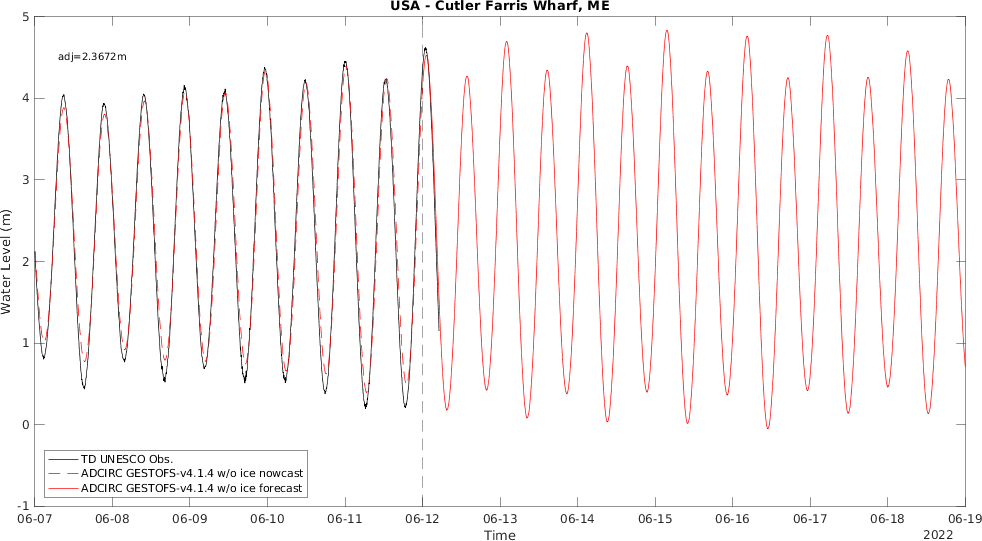 USA - Cutler Farris Wharf, ME
5
adj=2.3672m
4
3
2
1
0
-1
Water Level (m)
TD UNESCO Obs.
ADCIRC GESTOFS-v4.1.4 w/o ice nowcast
ADCIRC GESTOFS-v4.1.4 w/o ice forecast
06-07 06-08 06-09 06-10 06-11 06-12 06-13 06-14 06-15 06-16 06-17 06-18 06-19
Time
2022